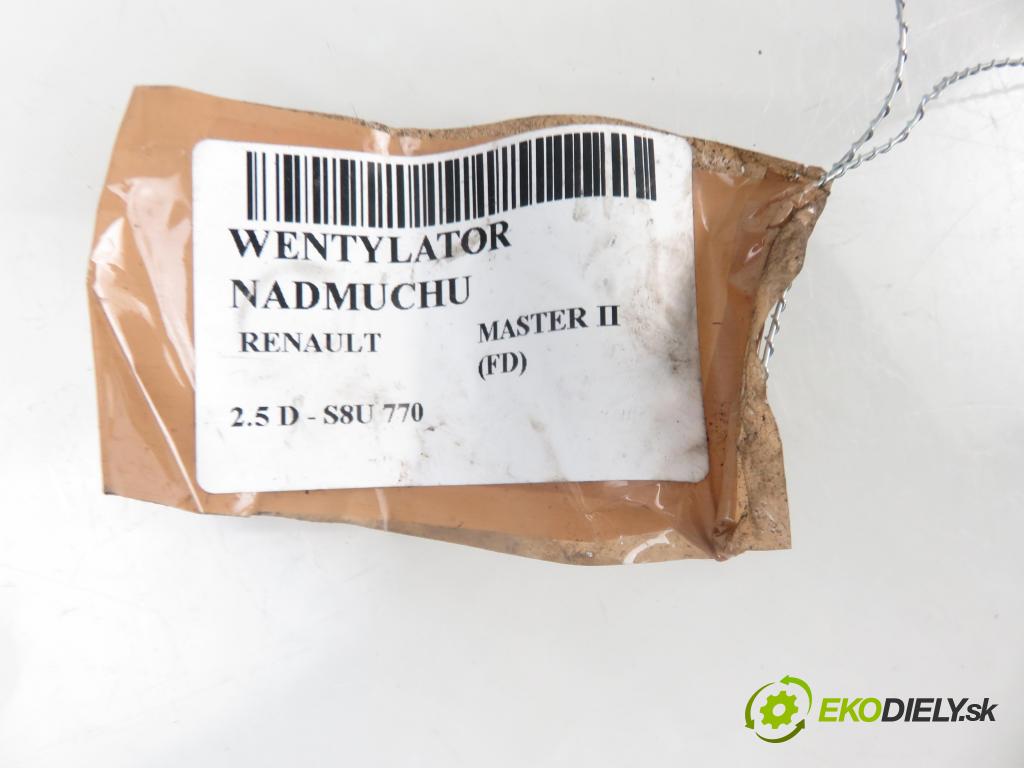 WENTYLATOR
NADMUCHU
RENAULT MASTER II
(FD)
2.5 D - S8U 770
EKODIELY.sk